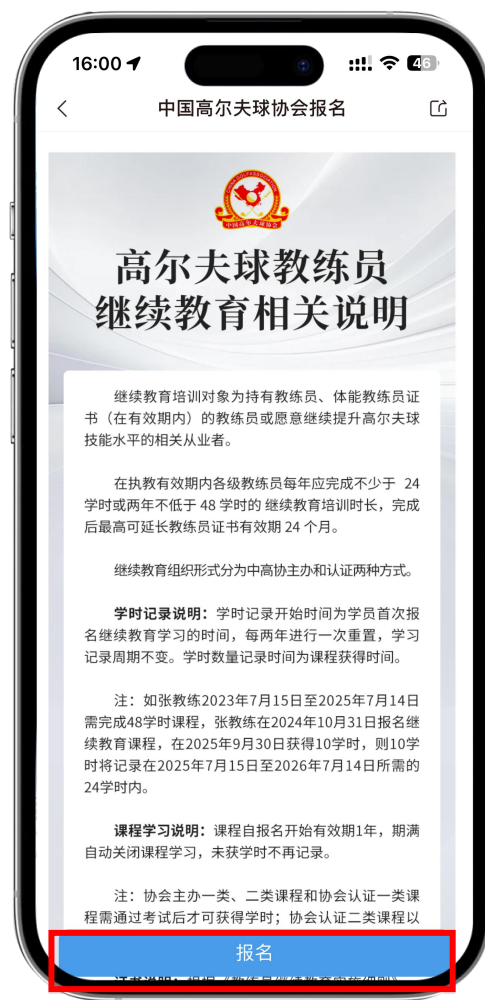 16:00
46
中国高尔夫球协会报名
中国高尔夫球协会
高尔夫球教练员
继续教育相关说明
继续教育培训对象为持有教练员、体能教练员证
书（在有效期内）的教练员或愿意继续提升高尔夫球
技能水平的相关从业者。
在执教有效期内各级教练员每年应完成不少于 24
学时或两年不低于 48 学时的 继续教育培训时长，完成
后最高可延长教练员证书有效期 24 个月。
继续教育组织形式分为中高协主办和认证两种方式。
学时记录说明：学时记录开始时间为学员首次报
名继续教育学习的时间，每两年进行一次重置，学习
记录周期不变。学时数量记录时间为课程获得时间。
注：如张教练2023年7月15日至2025年7月14日
需完成48学时课程，张教练在2024年10月31日报名继
续教育课程，在2025年9月30日获得10学时，则10学
时将记录在2025年7月15日至2026年7月14日所需的
24学时内。
课程学习说明：课程自报名开始有效期1年，期满
自动关闭课程学习，未获学时不再记录。
注：协会主办一类、二类课程和协会认证一类课
程需通过考试后才可获得学时；协会认证二类课程以
报名